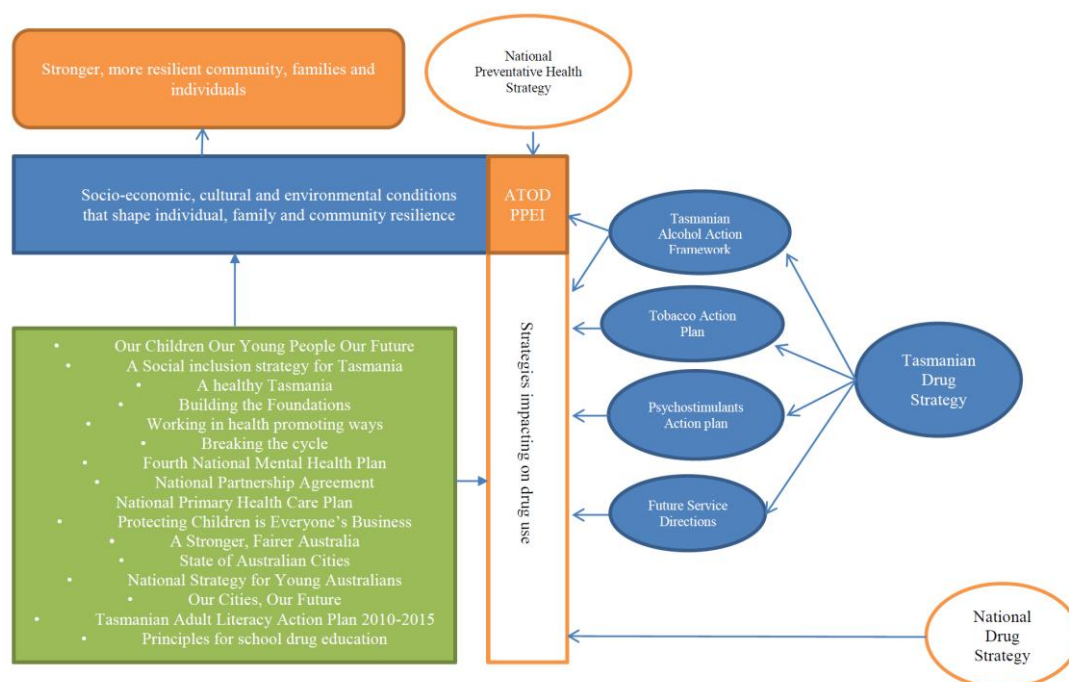 Stronger, more resilient community, families and
individuals
National
Preventative Health
Strategy
Socio-economic, cultural and environmental conditions
that shape individual, family and community resilience
ATOD
PPEI
Tasmanian
Alcohol Action
Framework
Tobacco Action
Plan
Psychostimulants
Action plan
Future Service
Directions
Tasmanian
Drug
Strategy
Strategies impacting on drug use
• Our Children Our Young People Our Future
• A Social inclusion strategy for Tasmania
• A healthy Tasmania
• Building the Foundations
• Working in health promoting ways
• Breaking the cycle
• Fourth National Mental Health Plan
• National Partnership Agreement
• National Primary Health Care Plan
• Protecting Children is Everyone’s Business
• A Stronger, Fairer Australia
• State of Australian Cities
• National Strategy for Young Australians
• Our Cities, Our Future
• Tasmanian Adult Literacy Action Plan 2010-2015
• Principles for school drug education
National
Drug
Strategy